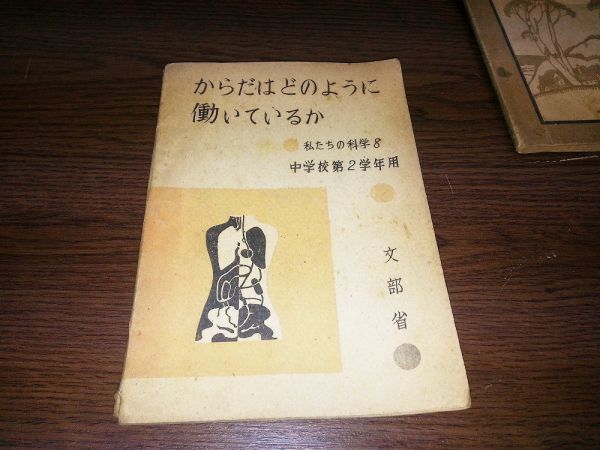 からだはどのように
働いているか
私たちの科学8
中学校第2学年用
文部省